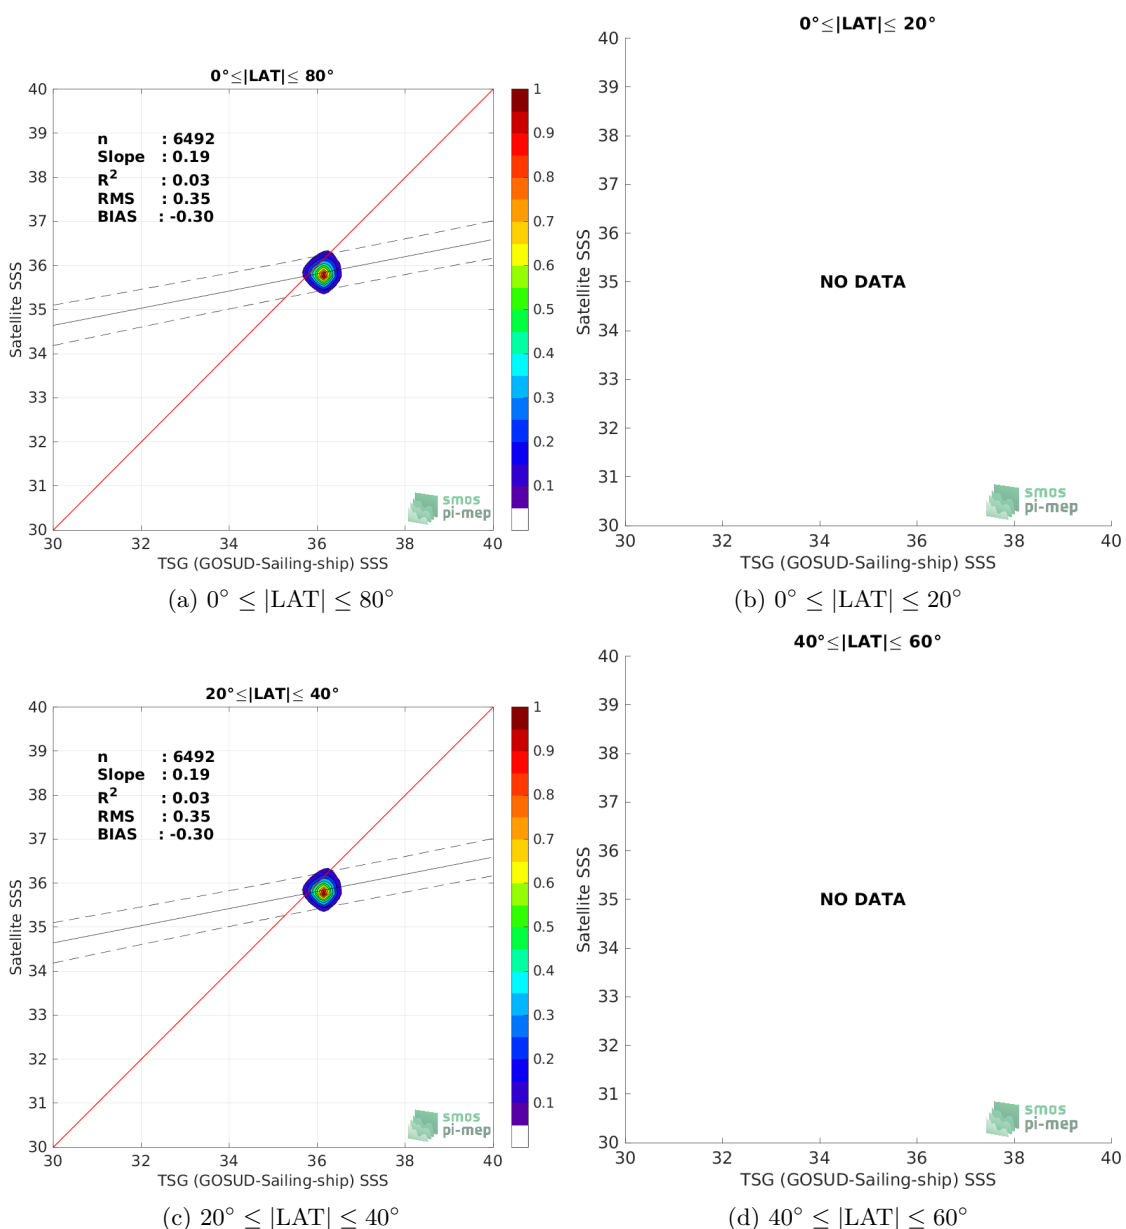 0°≤|LAT|≤ 80°
40
39
38
37
36
35
34
33
32
31
30
n : 6492
Slope : 0.19
R² : 0.03
RMS : 0.35
BIAS : -0.30
Satellite SSS
smos
pi-mep
30 32 34 36 38 40
TSG (GOSUD-Sailing-ship) SSS
1
0.9
0.8
0.7
0.6
0.5
0.4
0.3
0.2
0.1
(a) 0° ≤ |LAT| ≤ 80°
0°≤|LAT|≤ 20°
40
39
38
37
36
35
34
33
32
31
30
Satellite SSS
NO DATA
smos
pi-mep
30 32 34 36 38 40
TSG (GOSUD-Sailing-ship) SSS
(b) 0° ≤ |LAT| ≤ 20°
20°≤|LAT|≤ 40°
40
39
38
37
36
35
34
33
32
31
30
n : 6492
Slope : 0.19
R² : 0.03
RMS : 0.35
BIAS : -0.30
Satellite SSS
smos
pi-mep
30 32 34 36 38 40
TSG (GOSUD-Sailing-ship) SSS
1
0.9
0.8
0.7
0.6
0.5
0.4
0.3
0.2
0.1
(c) 20° ≤ |LAT| ≤ 40°
40°≤|LAT|≤ 60°
40
39
38
37
36
35
34
33
32
31
30
Satellite SSS
NO DATA
smos
pi-mep
30 32 34 36 38 40
TSG (GOSUD-Sailing-ship) SSS
(d) 40° ≤ |LAT| ≤ 60°